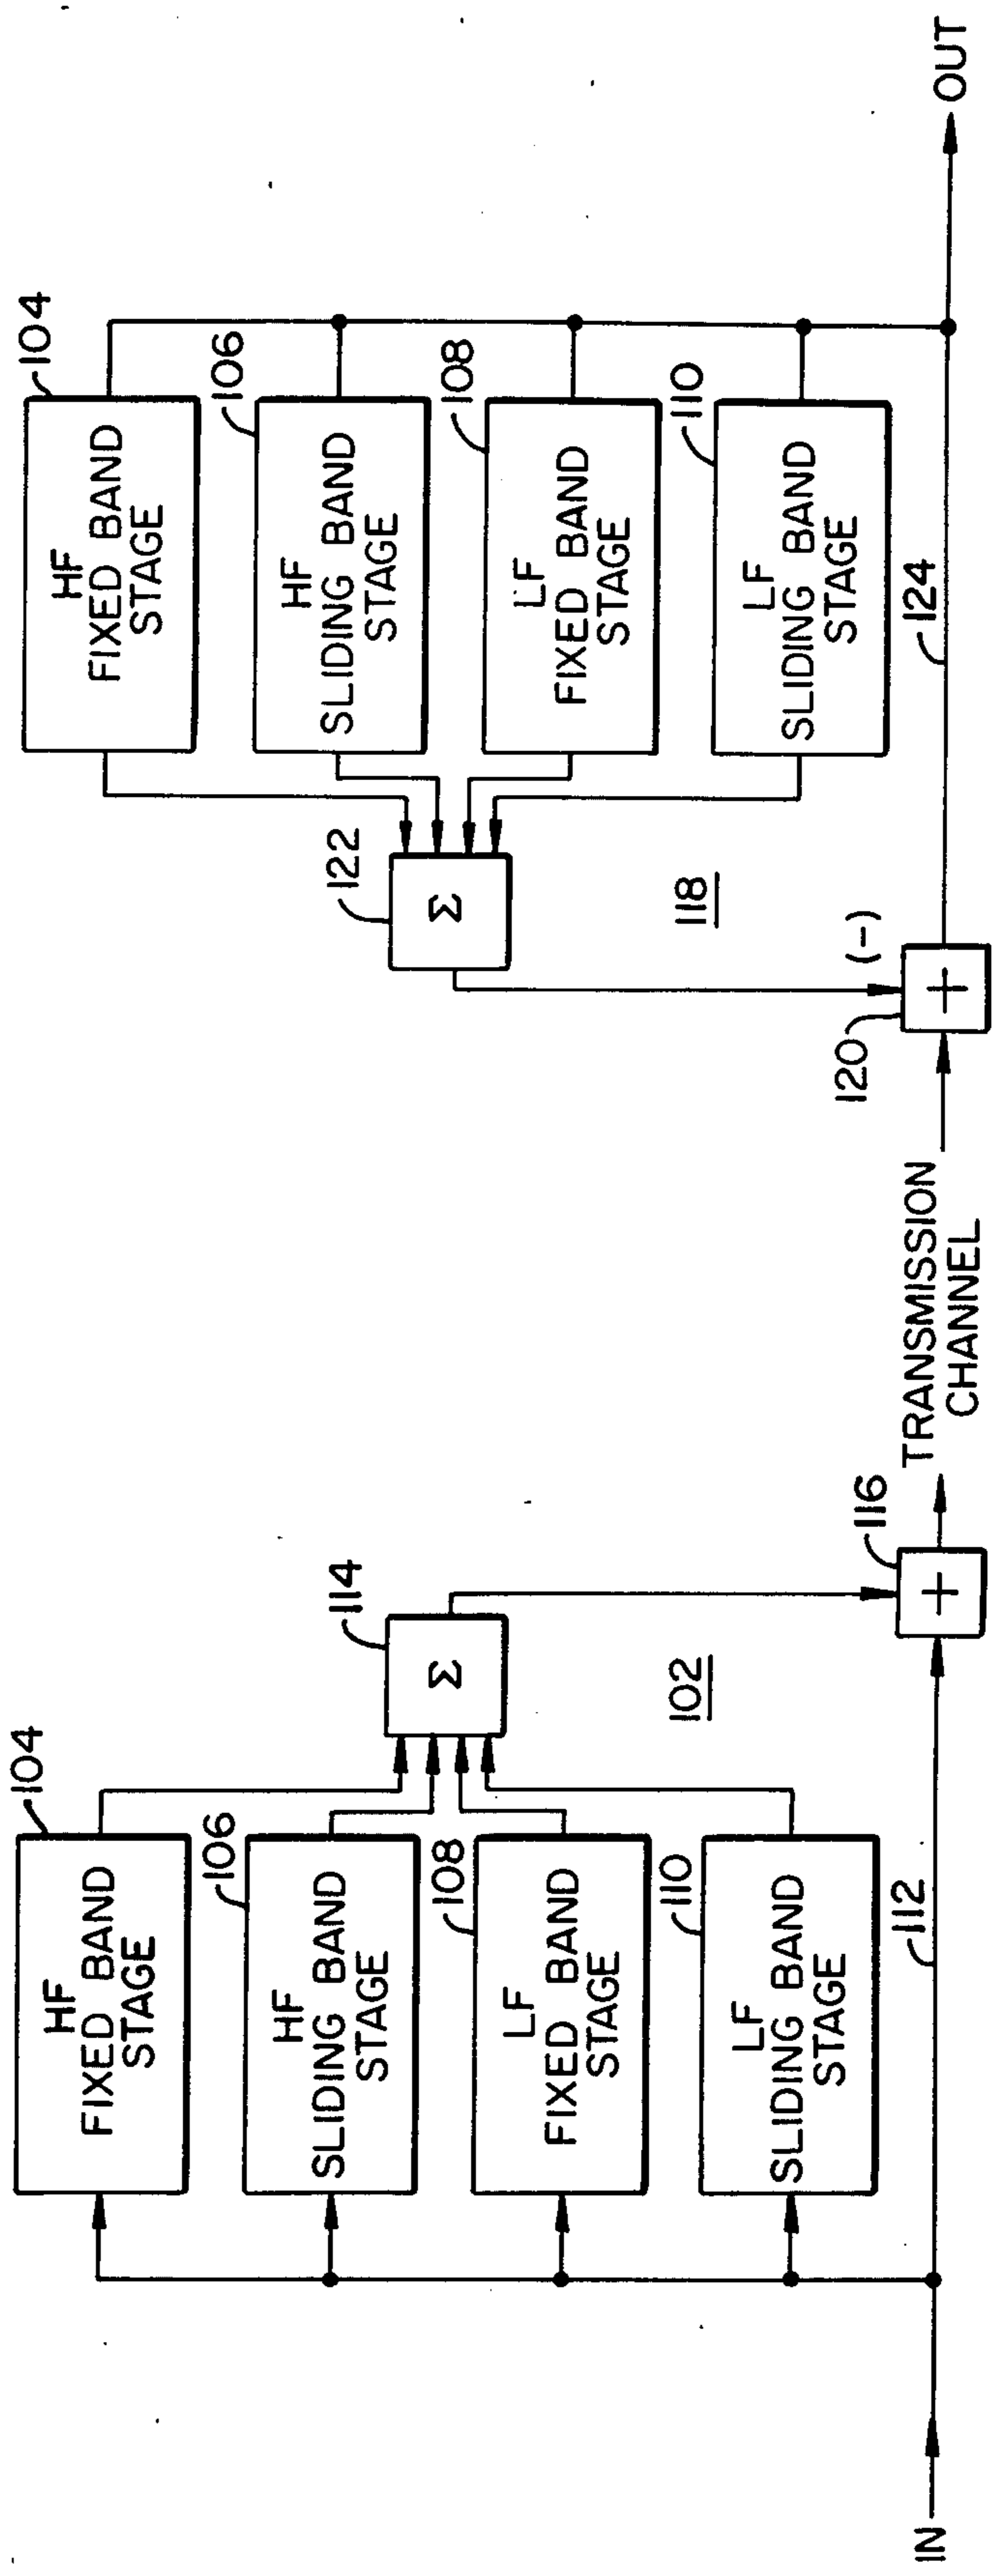 104
HF
FIXED BAND
STAGE
106
HF
SLIDING BAND
STAGE
108
LF
FIXED BAND
STAGE
110
LF
SLIDING BAND
STAGE
114
Σ
102
112
IN
116
+
TRANSMISSION
CHANNEL
104
HF
FIXED BAND
STAGE
106
HF
SLIDING BAND
STAGE
108
LF
FIXED BAND
STAGE
110
LF
SLIDING BAND
STAGE
122
Σ
118
(-)
120
+
124
OUT